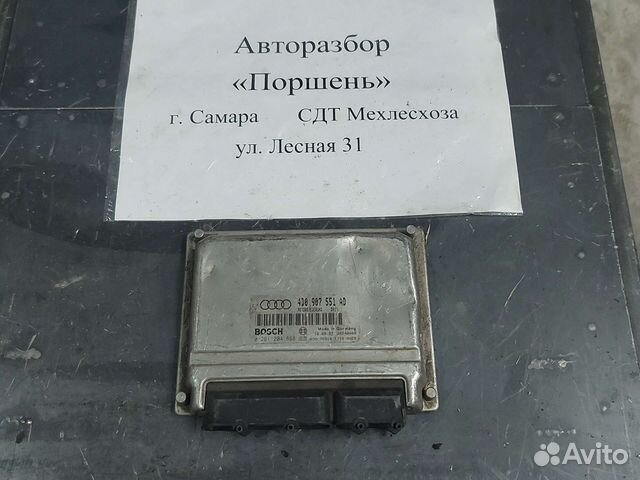 Авторазбор
«Поршень»
г. Самара СДТ Мехлесхоза
ул. Лесная 31
4D0 907 551 AD
BOSCH
Made in Germany
Avito